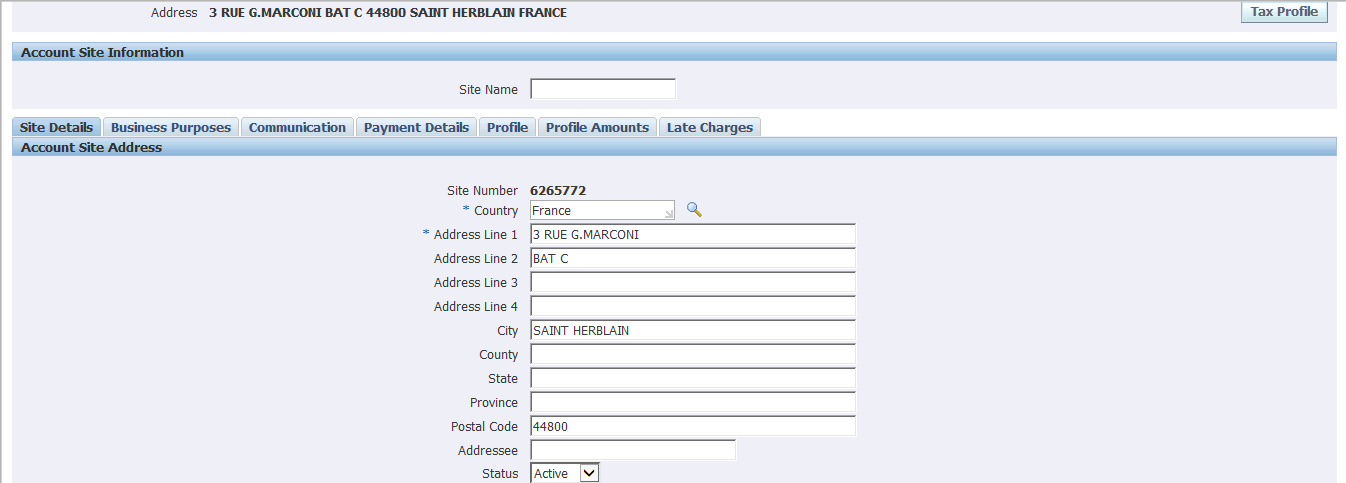 Address 3 RUE G.MARCONI BAT C 44800 SAINT HERBLAIN FRANCE Tax Profile
Account Site Information
Site Name
Site Details Business Purposes Communication Payment Details Profile Profile Amounts Late Charges
Account Site Address
Site Number 6265772
* Country France
* Address Line 1 3 RUE G.MARCONI
Address Line 2 BAT C
Address Line 3
Address Line 4
City SAINT HERBLAIN
County
State
Province
Postal Code 44800
Addressee
Status Active